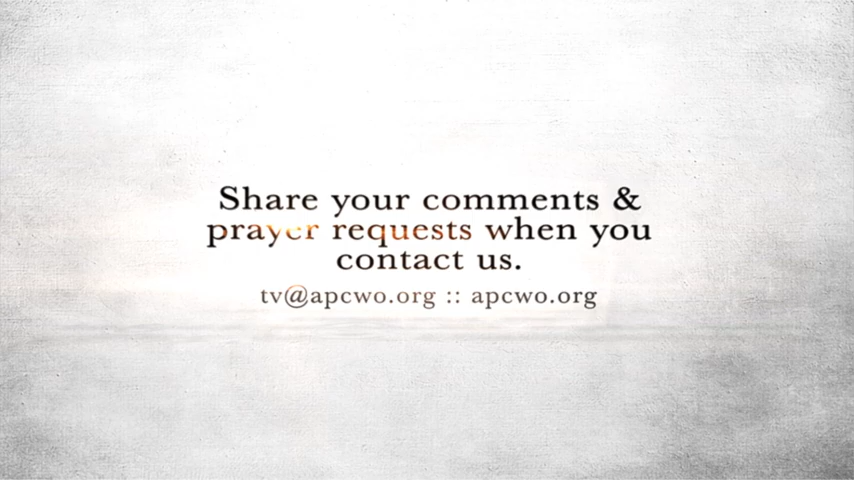 Share your comments &
prayer requests when you
contact us.
tv@apcwo.org :: apcwo.org